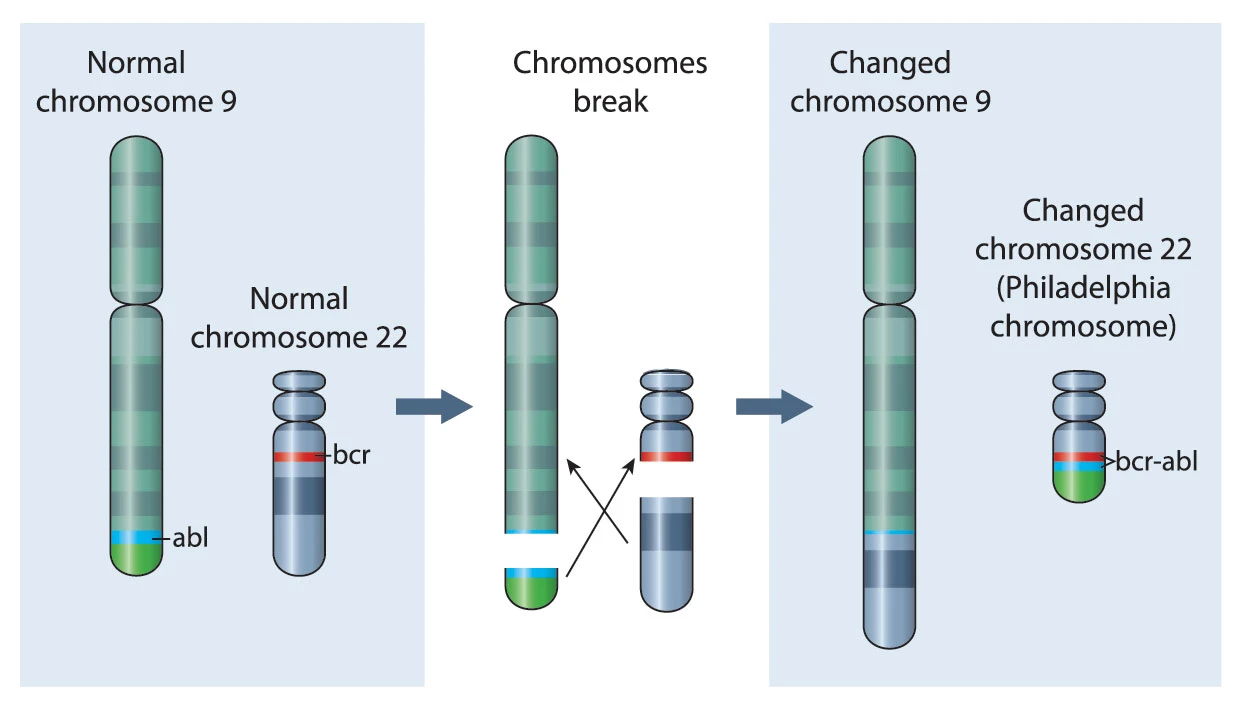 Normal
chromosome 9
Normal
chromosome 22
bcr
abl
Chromosomes
break
Changed
chromosome 9
Changed
chromosome 22
(Philadelphia
chromosome)
bcr-abl